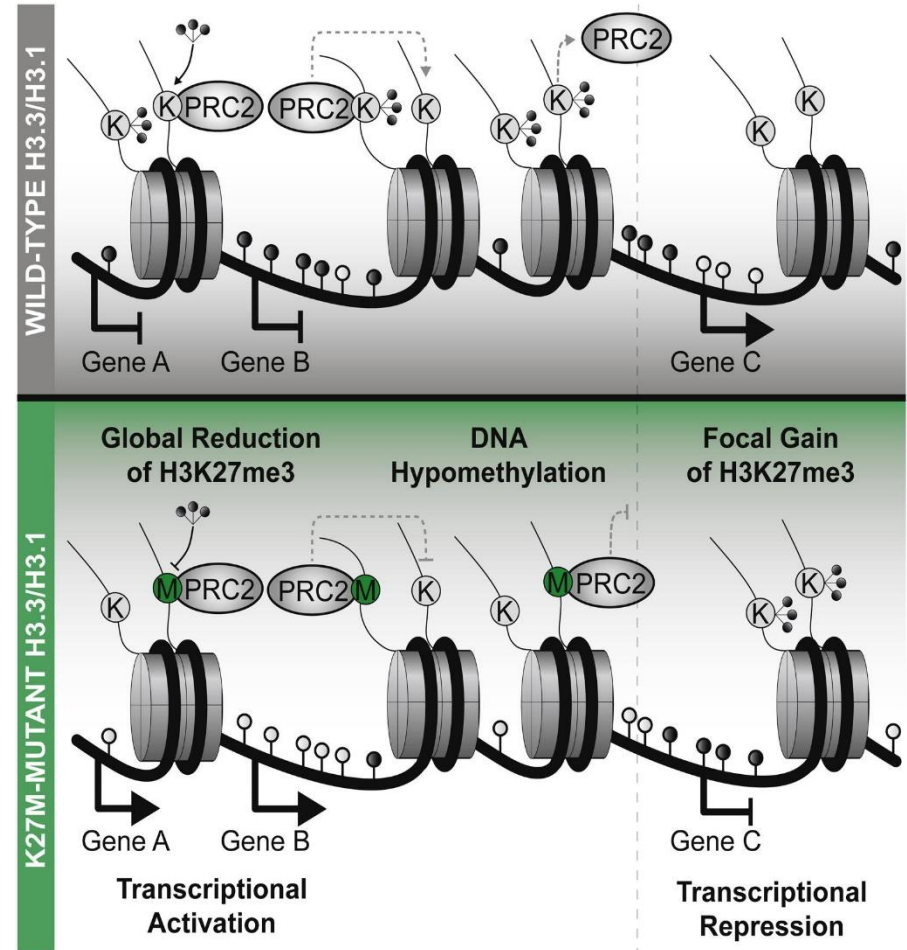 WILD-TYPE H3.3/H3.1
PRC2
K
K PRC2
PRC2 K
K
K
K
K
K
Gene A
Gene B
Gene C
K27M-MUTANT H3.3/H3.1
Global Reduction
of H3K27me3
DNA
Hypomethylation
Focal Gain
of H3K27me3
M PRC2
PRC2 M
K
M PRC2
K
K
K
K
K
Gene A
Gene B
Gene C
Transcriptional
Activation
Transcriptional
Repression